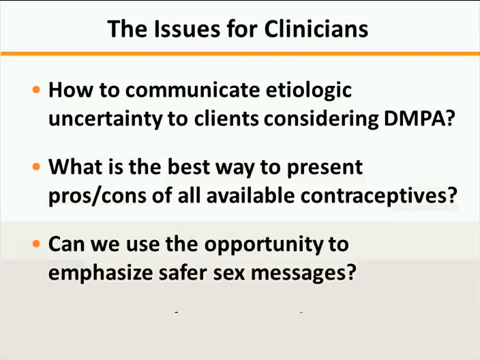 The Issues for Clinicians
• How to communicate etiologic
uncertainty to clients considering DMPA?
• What is the best way to present
pros/cons of all available contraceptives?
• Can we use the opportunity to
emphasize safer sex messages?